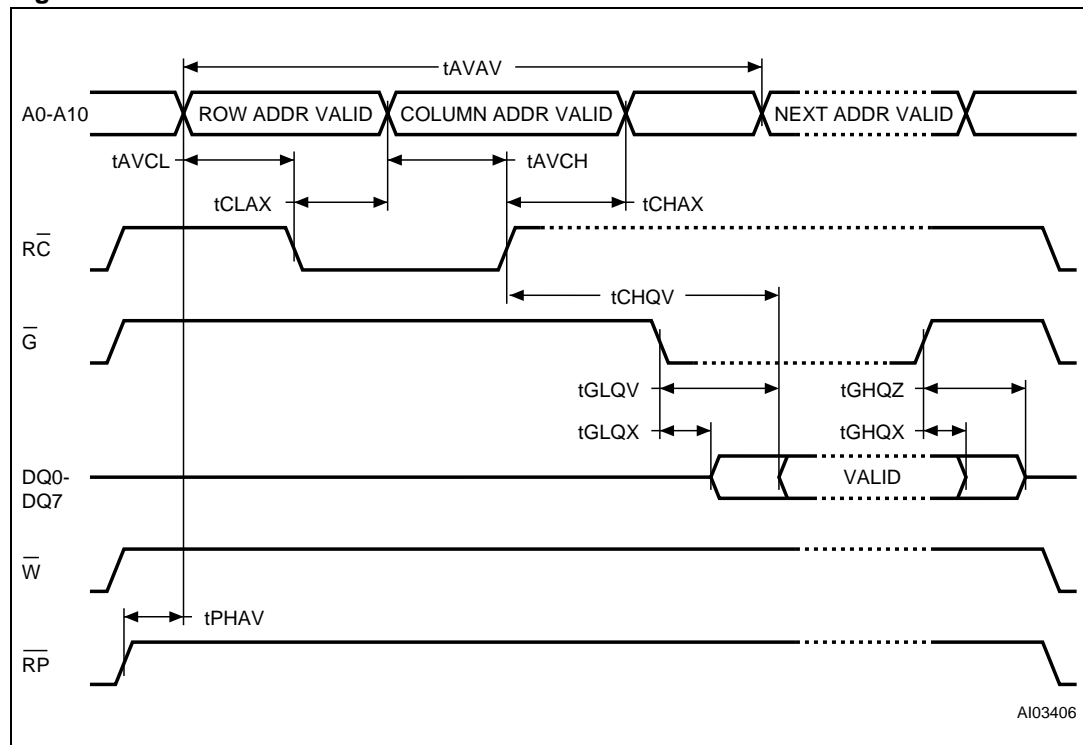 tAVAV
A0-A10 ROW ADDR VALID COLUMN ADDR VALID NEXT ADDR VALID
tAVCL tAVCH
tCLAX tCHAX
RC̅
tCHQV
G̅
tGLQV tGHQZ
tGLQX tGHQX
DQ0-
DQ7 VALID
W̅
tPHAV
R̅P̅
AI03406